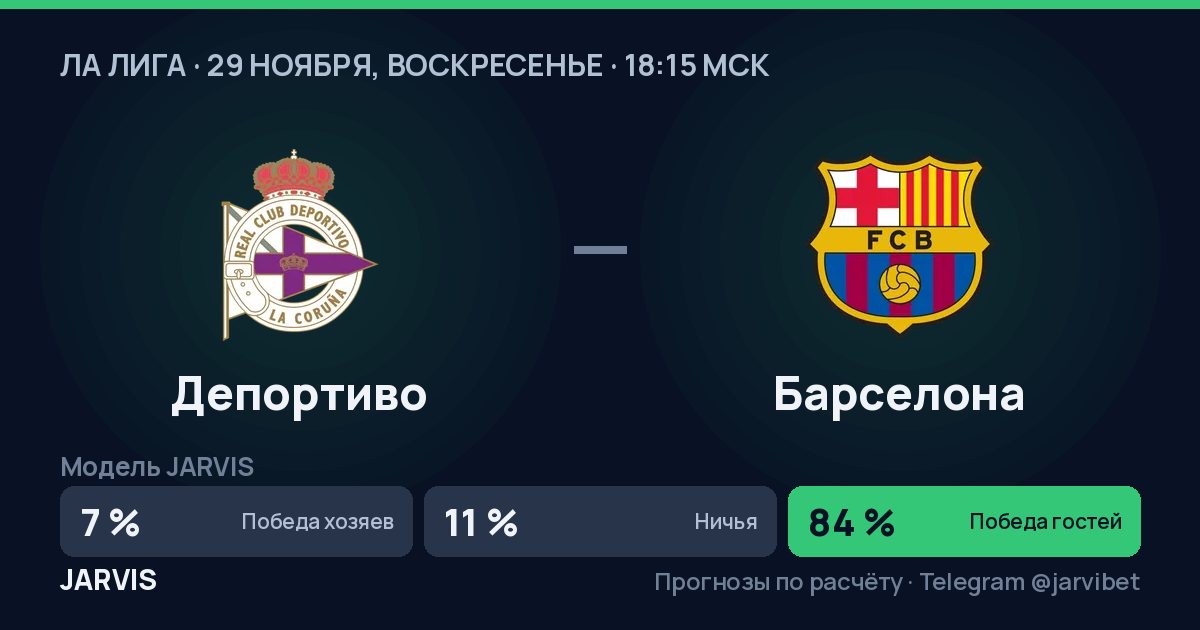 ЛА ЛИГА · 29 НОЯБРЯ, ВОСКРЕСЕНЬЕ · 18:15 МСК
REAL CLUB DEPORTIVO
LA CORUÑA
FCB
Депортиво
Барселона
Модель JARVIS
7 % Победа хозяев
11 % Ничья
84 % Победа гостей
JARVIS
Прогнозы по расчёту · Telegram @jarvibet